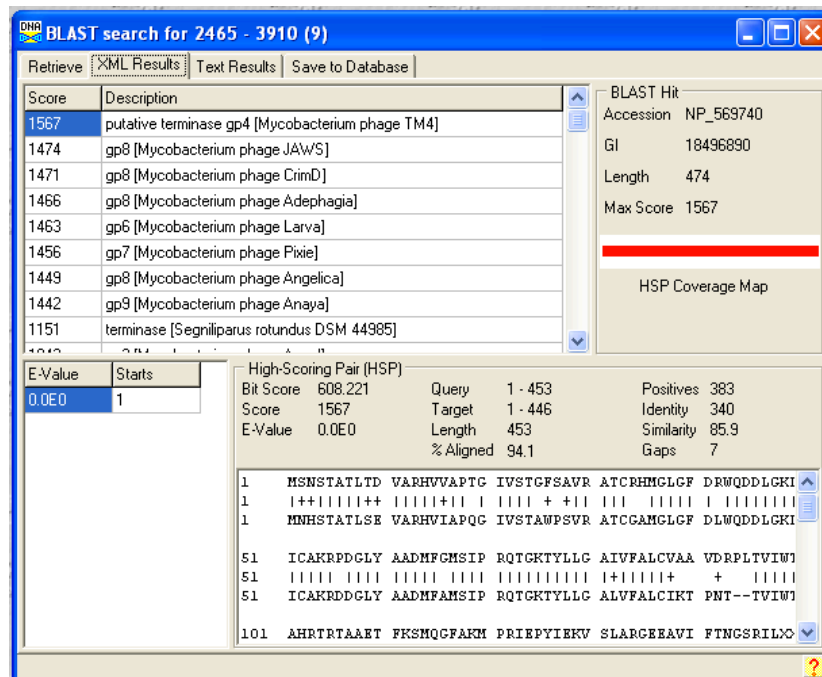 DNA BLAST search for 2465 - 3910 (9)
Retrieve XML Results Text Results Save to Database
Score Description
1567 putative terminase gp4 [Mycobacterium phage TM4]
1474 gp8 [Mycobacterium phage JAWS]
1471 gp8 [Mycobacterium phage CrimD]
1466 gp8 [Mycobacterium phage Adephagia]
1463 gp6 [Mycobacterium phage Larva]
1456 gp7 [Mycobacterium phage Pixie]
1449 gp8 [Mycobacterium phage Angelica]
1442 gp9 [Mycobacterium phage Anaya]
1151 terminase [Segniliparus rotundus DSM 44985]
BLAST Hit
Accession NP_569740
GI 18496890
Length 474
Max Score 1567
HSP Coverage Map
E-Value Starts
0.0E0 1
High-Scoring Pair (HSP)
Bit Score 608.221 Query 1 - 453 Positives 383
Score 1567 Target 1 - 446 Identity 340
E-Value 0.0E0 Length 453 Similarity 85.9
% Aligned 94.1 Gaps 7
1 MSNSTATLTD VARHVVAPTG IVSTGFSAVR ATCRHMGLGF DRWQDDLGKI
1 |++|||||++ |||||+|| | |||| + +|| ||| ||||| | ||||||||
1 MNHSTATLSE VARHVIAPQG IVSTAWPSVR ATCGAMGLGF DLWQDDLGKI
51 ICAKRPDGLY AADMFGMSIP RQTGKTYLLG AIVFALCVAA VDRPLTVIWT
51 ||||| |||| ||||| |||| |||||||||| |+|||||+ + |||||
51 ICAKRDDGLY AADMFAMSIP RQTGKTYLLG ALVFALCIKT PNT--TVIWT
101 AHRTRTAAET FKSMQGFAKM PRIEPYIEKV SLARGEEAVI FTNGSRIL
?